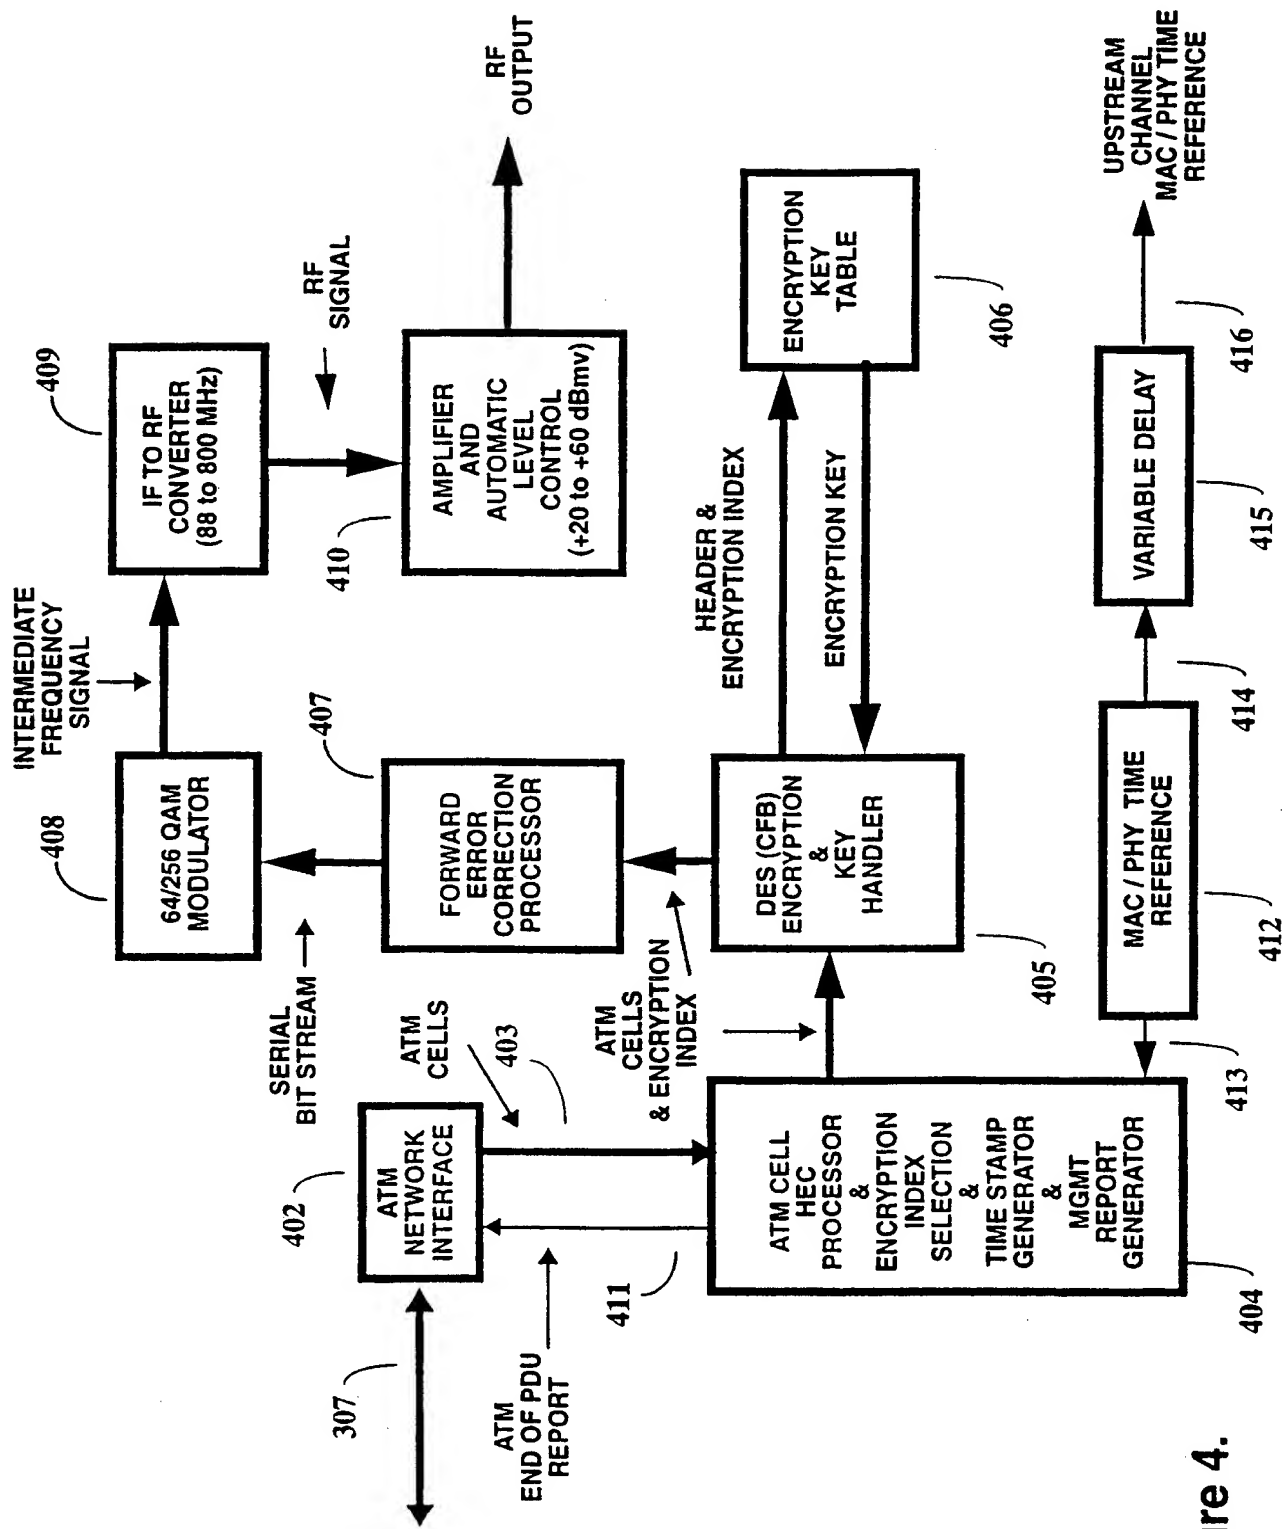 307
ATM
END OF PDU
REPORT
402
ATM
NETWORK
INTERFACE
411
ATM
CELLS
403
404
ATM CELL
HEC
PROCESSOR
&
ENCRYPTION
INDEX
SELECTION
&
TIME STAMP
GENERATOR
&
MGMT
REPORT
GENERATOR
413
ATM
CELLS
& ENCRYPTION
INDEX
405
DES (CFB)
ENCRYPTION
&
KEY
HANDLER
HEADER &
ENCRYPTION INDEX
ENCRYPTION KEY
ENCRYPTION
KEY
TABLE
406
407
FORWARD
ERROR
CORRECTION
PROCESSOR
SERIAL
BIT STREAM
408
64/256 QAM
MODULATOR
INTERMEDIATE
FREQUENCY
SIGNAL
409
IF TO RF
CONVERTER
(88 to 800 MHz)
RF
SIGNAL
410
AMPLIFIER
AND
AUTOMATIC
LEVEL
CONTROL
(+20 to +60 dBmv)
RF
OUTPUT
412
MAC / PHY TIME
REFERENCE
414
VARIABLE DELAY
415
416
UPSTREAM
CHANNEL
MAC / PHY TIME
REFERENCE
re 4.